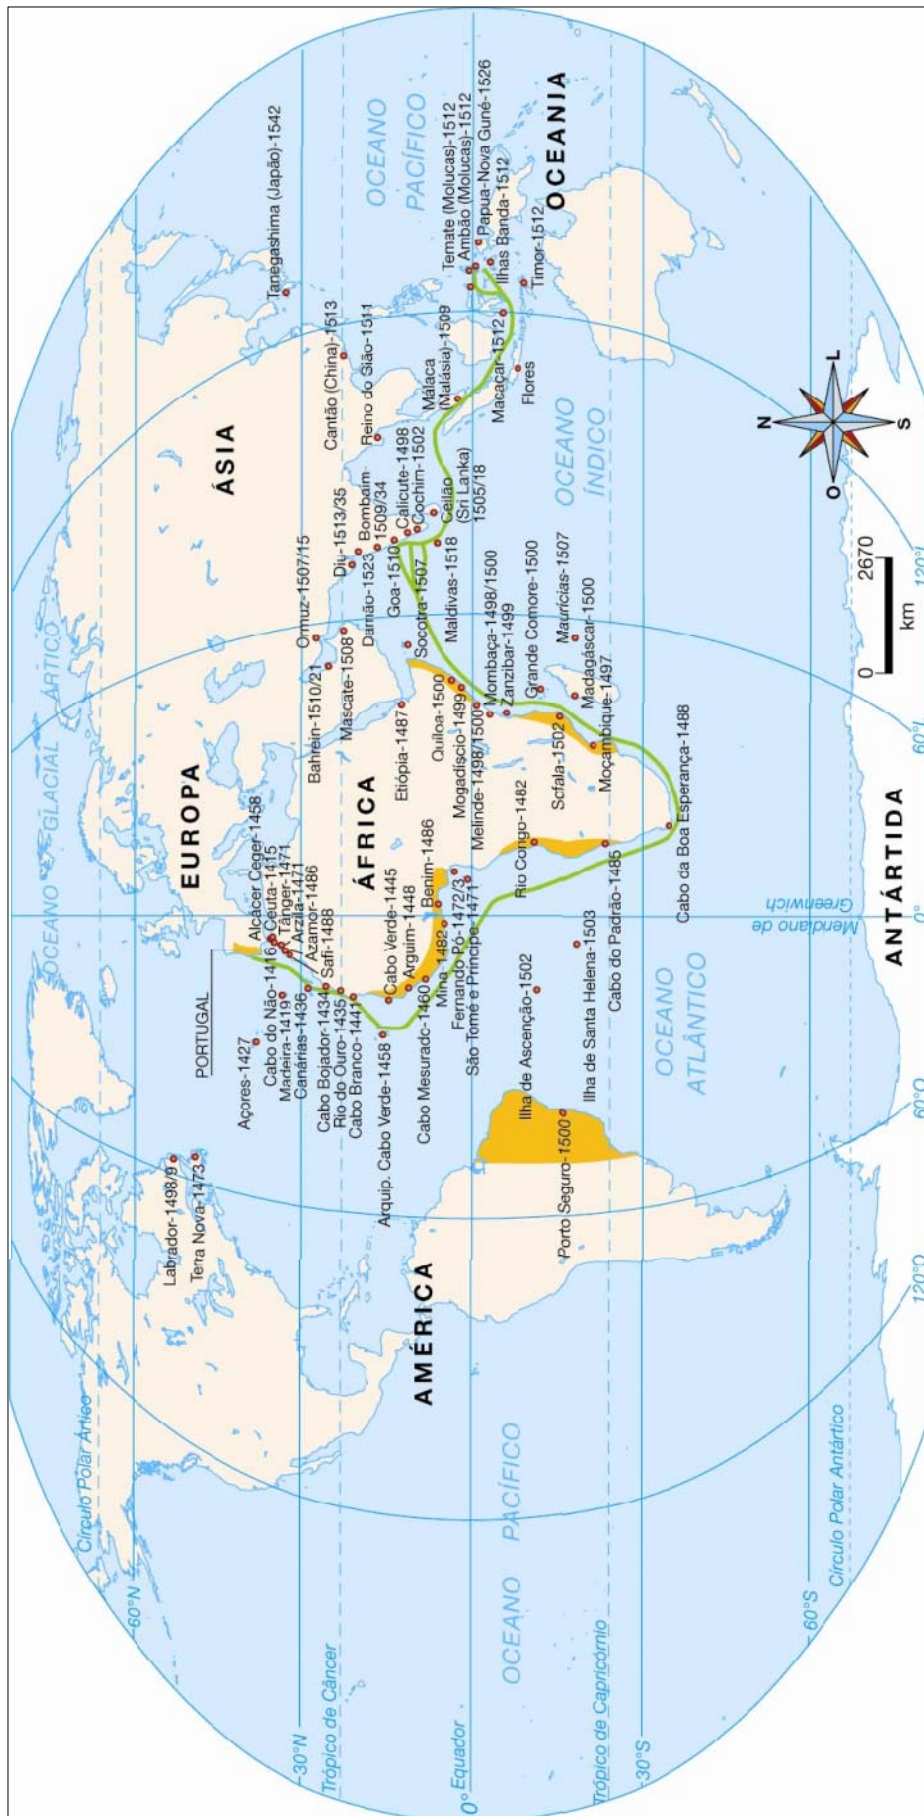 OCEANO GLACIAL ÁRTICO
Círculo Polar Ártico
60°N
30°N
Trópico de Câncer
Equador
0°
Trópico de Capricórnio
30°S
60°S
Círculo Polar Antártico
AMÉRICA
EUROPA
ÁFRICA
ÁSIA
OCEANIA
ANTÁRTIDA
OCEANO PACÍFICO
OCEANO
ATLÂNTICO
OCEANO
ÍNDICO
OCEANO
PACÍFICO
Labrador-1498/9
Terra Nova-1473
PORTUGAL
Açores-1427
Alcácer Ceger-1458
Ceuta-1415
Tânger-1471
Arzila-1471
Azamor-1486
Safi-1488
Cabo do Não-1416
Madeira-1419
Canárias-1436
Cabo Bojador-1434
Rio do Ouro-1435
Cabo Branco-1441
Arquip. Cabo Verde-1458
Cabo Verde-1445
Arguim-1448
Cabo Mesurado-1460
Mina-1482
Benim-1486
Fernando Pó-1472/3
São Tomé e Príncipe-1471
Ilha de Ascenção-1502
Ilha de Santa Helena-1503
Porto Seguro-1500
Rio Congo-1482
Cabo do Padrão-1485
Cabo da Boa Esperança-1488
Etiópia-1487
Quíloa-1500
Mogadíscio-1499
Melinde-1498/1500
Mombaça-1498/1500
Zanzibar-1499
Grande Comore-1500
Maurícias-1507
Madagáscar-1500
Moçambique-1497
Sofala-1502
Bahrein-1510/21
Ormuz-1507/15
Mascate-1508
Socotra-1507
Diu-1513/35
Damão-1523
Bombaim-
1509/34
Goa-1510
Calicute-1498
Cochim-1502
Ceilão
(Sri Lanka)
1505/18
Maldivas-1518
Cantão (China)-1513
Reino do Gião-1511
Málaca
(Malásia)-1509
Macaçar-1512
Flores
Tanegashima (Japão)-1542
Ternate (Molucas)-1512
Ambão (Molucas)-1512
Papua-Nova Guné-1526
Ilhas Banda-1512
Timor-1512
Meridiano de
Greenwich
120°O
60°O
0°
60°L
120°L
0
2670
km
N
S
L
O